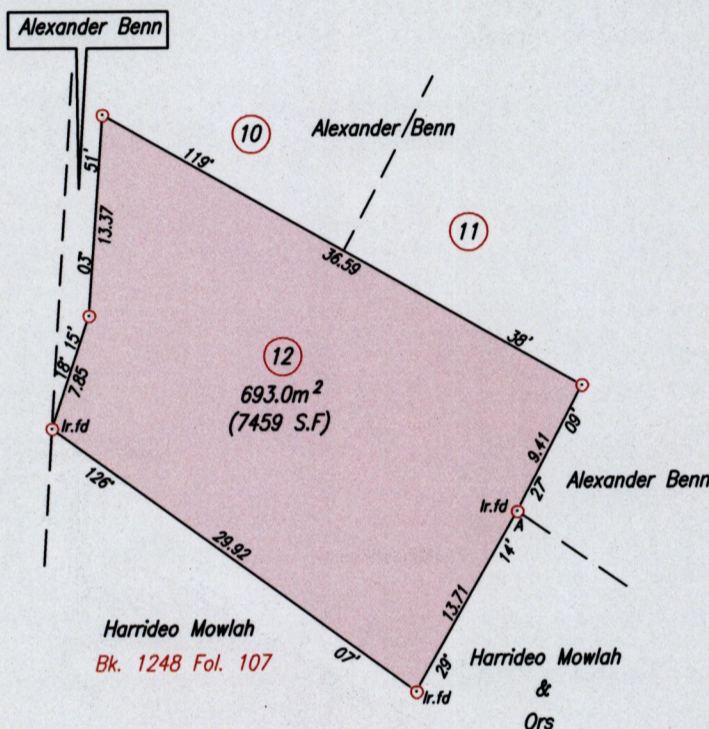 Alexander Benn
10
Alexander Benn
119°
51'
13.37
03°
36.59
11
38'
12
693.0m²
(7459 S.F)
18° 15'
7.85
Ir.fd
09'
9.41
27°
Alexander Benn
Ir.fd
A
14'
126°
29.92
13.71
07'
29°
Ir.fd
Harrideo Mowlah
Bk. 1248 Fol. 107
Harrideo Mowlah
&
Ors